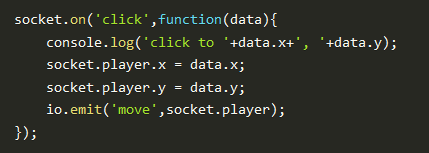 socket.on('click',function(data){
    console.log('click to '+data.x+', '+data.y);
    socket.player.x = data.x;
    socket.player.y = data.y;
    io.emit('move',socket.player);
});